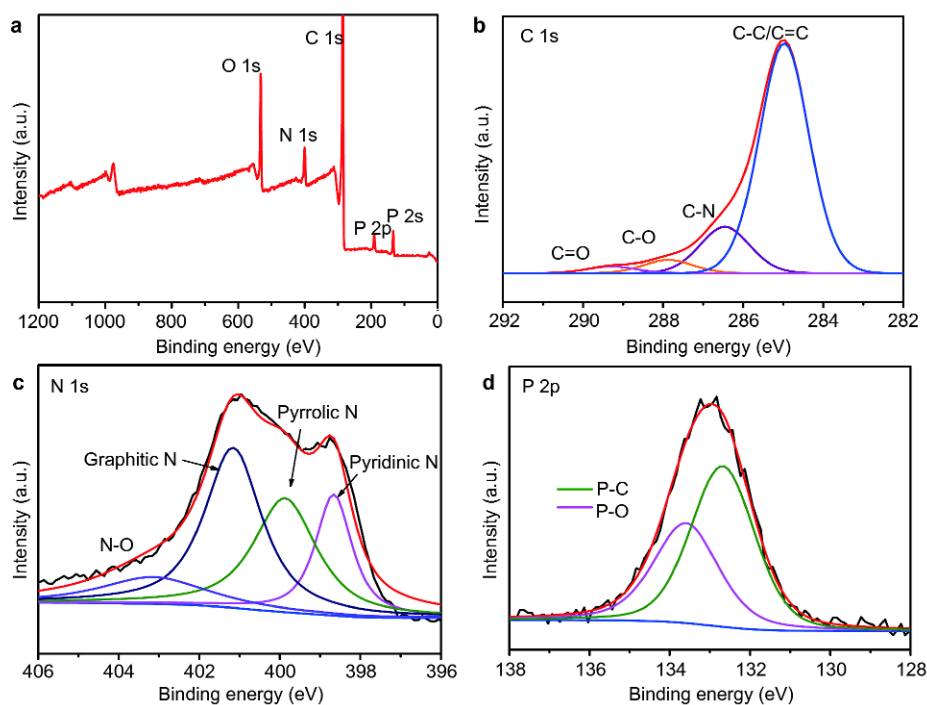 a
C 1s
O 1s
N 1s
P 2p
P 2s
Intensity (a.u.)
1200 1000 800 600 400 200 0
Binding energy (eV)
b
C 1s
C-C/C=C
C-N
C-O
C=O
Intensity (a.u.)
292 290 288 286 284 282
Binding energy (eV)
c
N 1s
Pyrrolic N
Graphitic N
Pyridinic N
N-O
Intensity (a.u.)
406 404 402 400 398 396
Binding energy (eV)
d
P 2p
P-C
P-O
Intensity (a.u.)
138 136 134 132 130 128
Binding energy (eV)